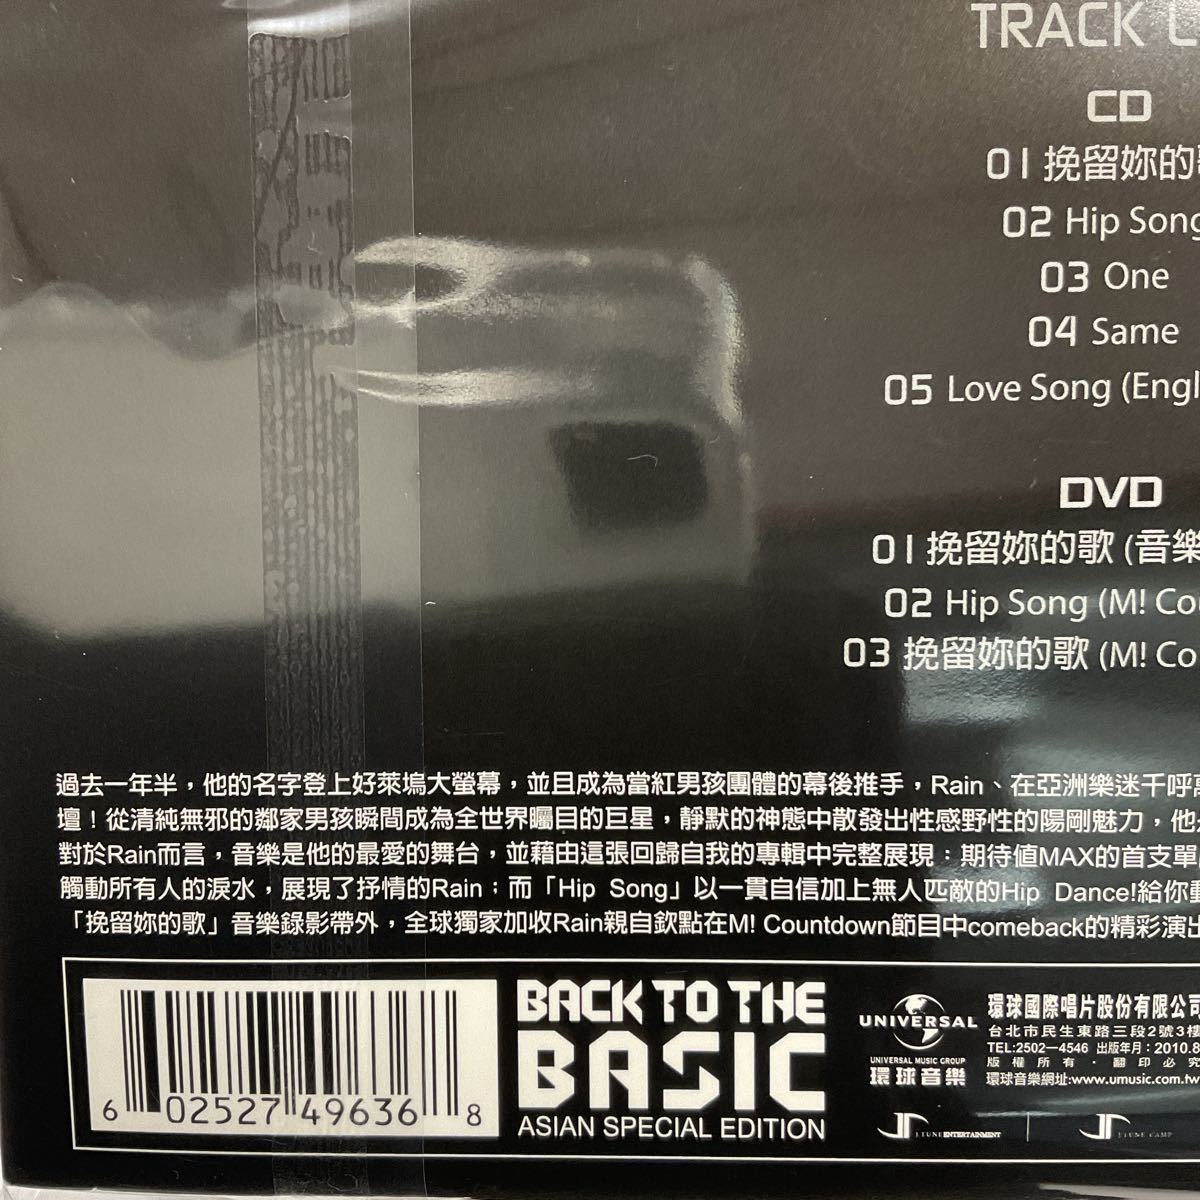 TRACK L
CD
01 挽留妳的
02 Hip Song
03 One
04 Same
05 Love Song (Engl
DVD
01 挽留妳的歌 (音樂
02 Hip Song (M! Co
03 挽留妳的歌 (M! Co
過去一年半，他的名字登上好萊塢大螢幕，並且成為當紅男孩團體的幕後推手，Rain、在亞洲樂迷千呼萬
壇！從清純無邪的鄰家男孩瞬間成為全世界矚目的巨星，靜默的神態中散發出性感野性的陽剛魅力，他
對於Rain而言，音樂是他的最愛的舞台，並藉由這張回歸自我的專輯中完整展現：期待值MAX的首支單
觸動所有人的淚水，展現了抒情的Rain；而「Hip Song」以一貫自信加上無人匹敵的Hip Dance!給你
「挽留妳的歌」音樂錄影帶外，全球獨家加收Rain親自欽點在M! Countdown節目中comeback的精彩演出
6 02527 49636 8
BACK TO THE
BASIC
ASIAN SPECIAL EDITION
UNIVERSAL
UNIVERSAL MUSIC GROUP
環球音樂
環球國際唱片股份有限公司
台北市民生東路三段2號3樓
TEL:2502—4546 出版年月：2010.8
版權所有．翻印必究
環球音樂網址:www.umusic.com.tw
J.TUNE ENTERTAINMENT
J.TUNE CAMP